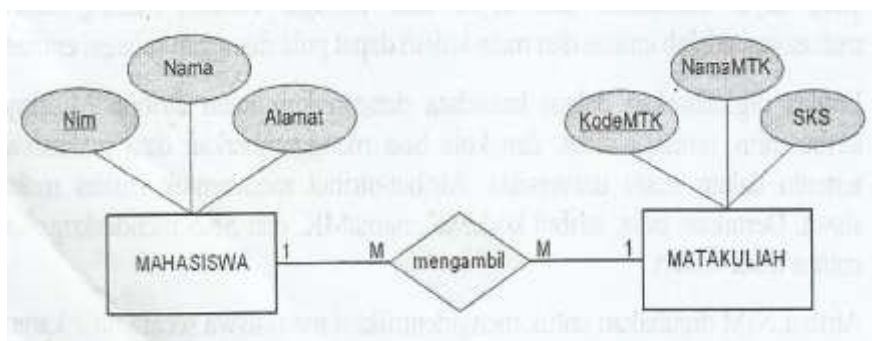 Nama
Nim
Alamat
NamaMTK
KodeMTK
SKS
MAHASISWA
1
M
mengambil
M
1
MATAKULIAH